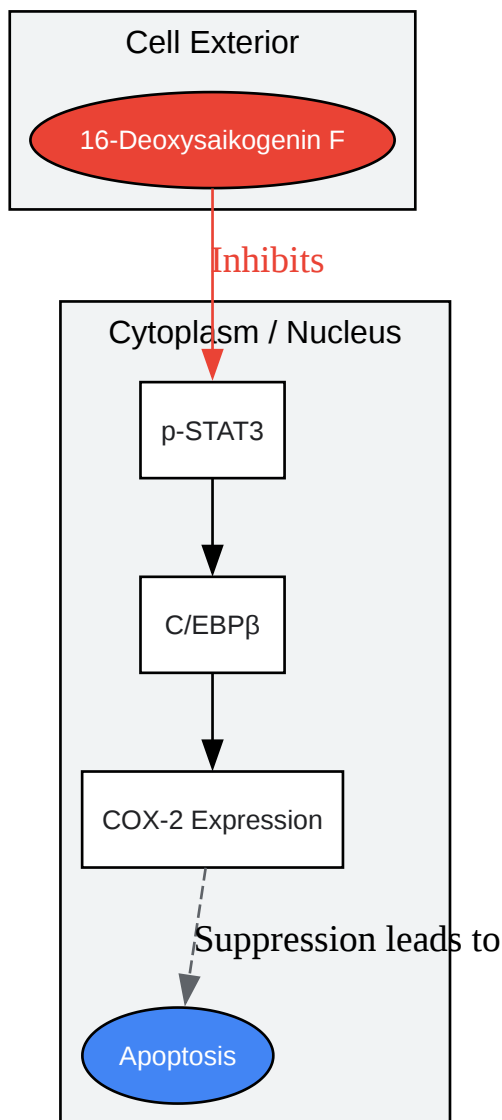 Cell Exterior
16-Deoxysaikogenin F
Inhibits
Cytoplasm / Nucleus
p-STAT3
C/EBPβ
COX-2 Expression
Suppression leads to
Apoptosis